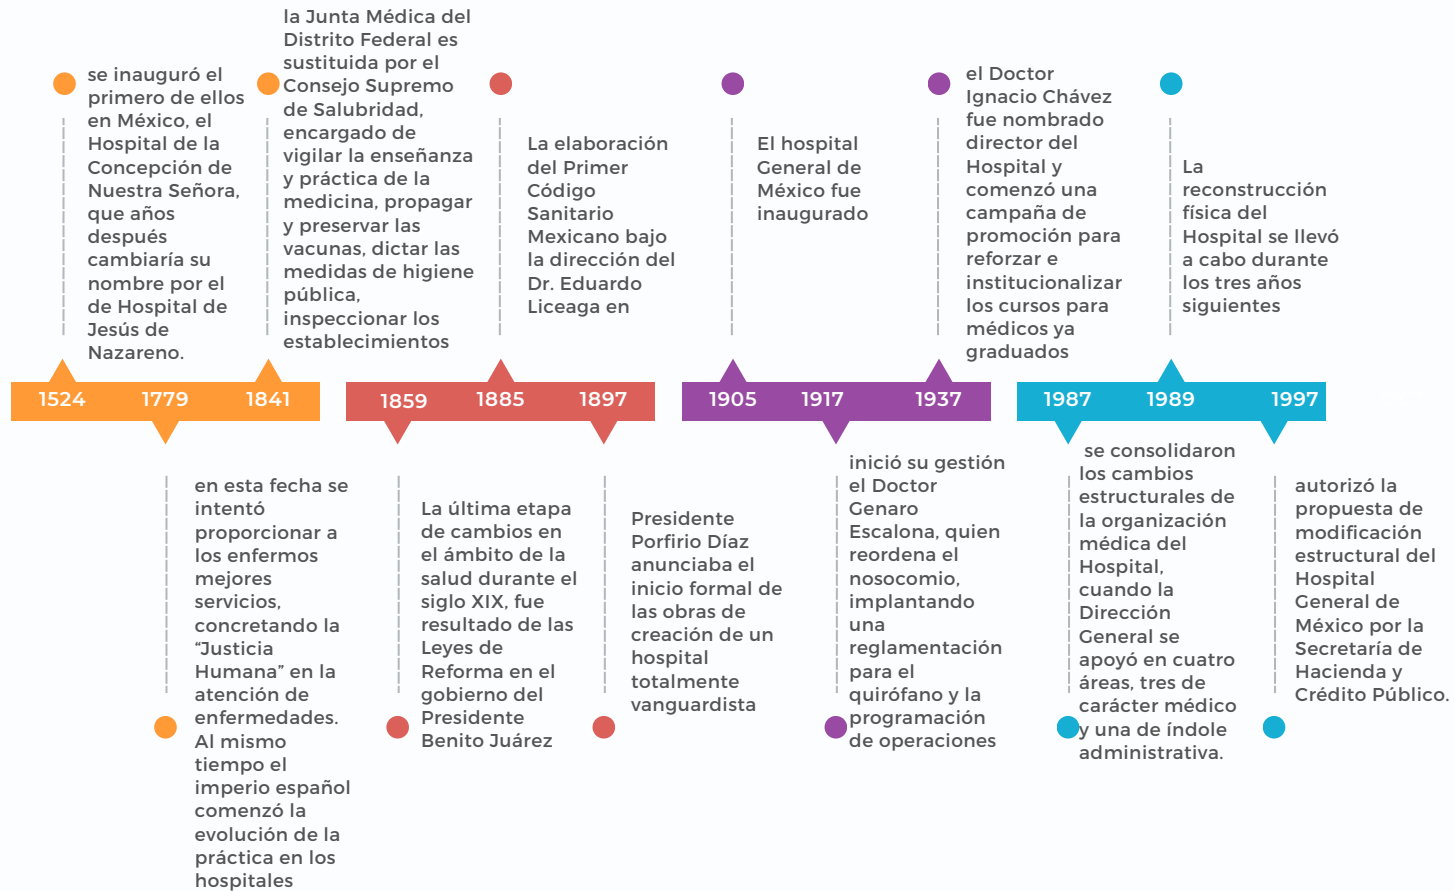 se inauguró el
primero de ellos
en México, el
Hospital de la
Concepción de
Nuestra Señora,
que años
después
cambiaría su
nombre por el
de Hospital de
Jesús de
Nazareno.
la Junta Médica del
Distrito Federal es
sustituida por el
Consejo Supremo
de Salubridad,
encargado de
vigilar la enseñanza
y práctica de la
medicina, propagar
y preservar las
vacunas, dictar las
medidas de higiene
pública,
inspeccionar los
establecimientos
La elaboración
del Primer
Código
Sanitario
Mexicano bajo
la dirección del
Dr. Eduardo
Liceaga en
El hospital
General de
México fue
inaugurado
el Doctor
Ignacio Chávez
fue nombrado
director del
Hospital y
comenzó una
campaña de
promoción para
reforzar e
institucionalizar
los cursos para
médicos ya
graduados
La
reconstrucción
física del
Hospital se llevó
a cabo durante
los tres años
siguientes
1524 1779 1841 1859 1885 1897 1905 1917 1937 1987 1989 1997
en esta fecha se
intentó
proporcionar a
los enfermos
mejores
servicios,
concretando la
“Justicia
Humana” en la
atención de
enfermedades.
Al mismo
tiempo el
imperio español
comenzó la
evolución de la
práctica en los
hospitales
La última etapa
de cambios en
el ámbito de la
salud durante el
siglo XIX, fue
resultado de las
Leyes de
Reforma en el
gobierno del
Presidente
Benito Juárez
Presidente
Porfirio Díaz
anunciaba el
inicio formal de
las obras de
creación de un
hospital
totalmente
vanguardista
inició su gestión
el Doctor
Genaro
Escalona, quien
reordena el
nosocomio,
implantando
una
reglamentación
para el
quirófano y la
programación
de operaciones
se consolidaron
los cambios
estructurales de
la organización
médica del
Hospital,
cuando la
Dirección
General se
apoyó en cuatro
áreas, tres de
carácter médico
y una de índole
administrativa.
autorizó la
propuesta de
modificación
estructural del
Hospital
General de
México por la
Secretaría de
Hacienda y
Crédito Público.